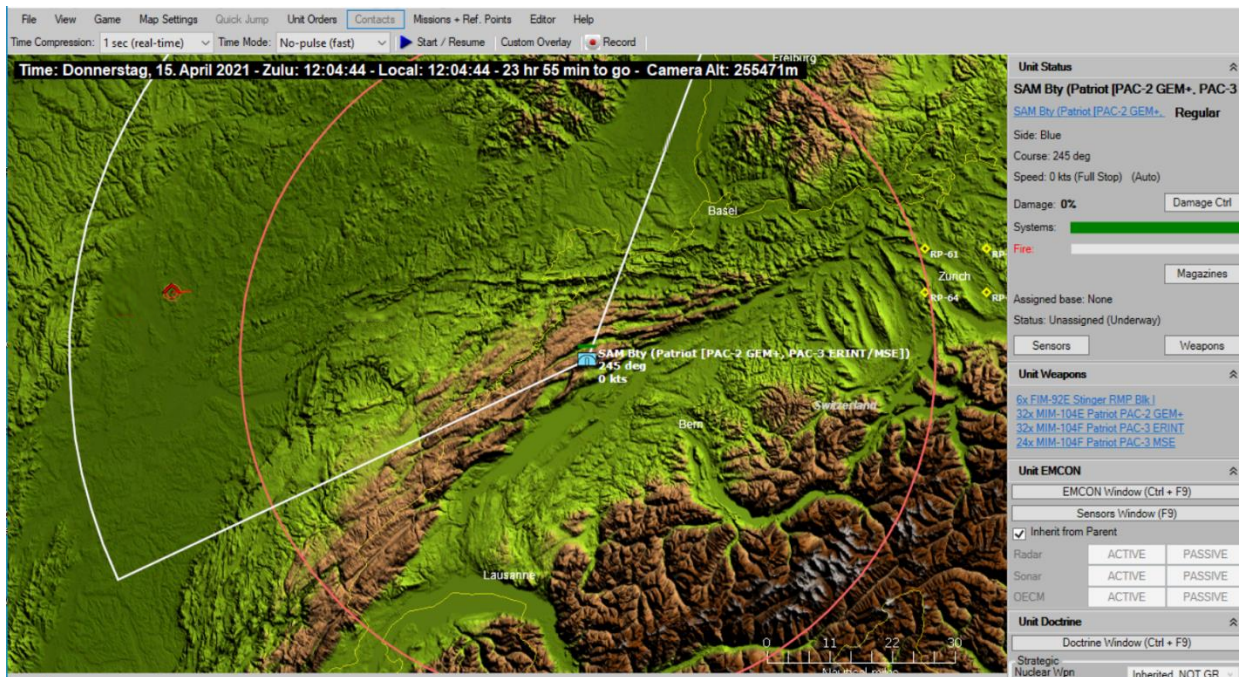 File View Game Map Settings Quick Jump Unit Orders Contacts Missions + Ref. Points Editor Help
Time Compression: 1 sec (real-time) Time Mode: No-pulse (fast) Start / Resume Custom Overlay Record
Time: Donnerstag, 15. April 2021 - Zulu: 12:04:44 - Local: 12:04:44 - 23 hr 55 min to go - Camera Alt: 255471m
Freiburg
Basel
RP-61
RP-
Zurich
RP-64
RP-
SAM Bty (Patriot [PAC-2 GEM+, PAC-3 ERINT/MSE])
245 deg
0 kts
Switzerland
Bern
Lausanne
0 11 22 30
Nautical miles
Unit Status
SAM Bty (Patriot [PAC-2 GEM+, PAC-3
SAM Bty (Patriot [PAC-2 GEM+, Regular
Side: Blue
Course: 245 deg
Speed: 0 kts (Full Stop) (Auto)
Damage: 0% Damage Ctrl
Systems:
Fire:
Magazines
Assigned base: None
Status: Unassigned (Underway)
Sensors Weapons
Unit Weapons
6x FIM-92E Stinger RMP Blk I
32x MIM-104E Patriot PAC-2 GEM+
32x MIM-104F Patriot PAC-3 ERINT
24x MIM-104F Patriot PAC-3 MSE
Unit EMCON
EMCON Window (Ctrl + F9)
Sensors Window (F9)
Inherit from Parent
Radar ACTIVE PASSIVE
Sonar ACTIVE PASSIVE
OECM ACTIVE PASSIVE
Unit Doctrine
Doctrine Window (Ctrl + F9)
Strategic
Nuclear Wpn Inherited, NOT GR